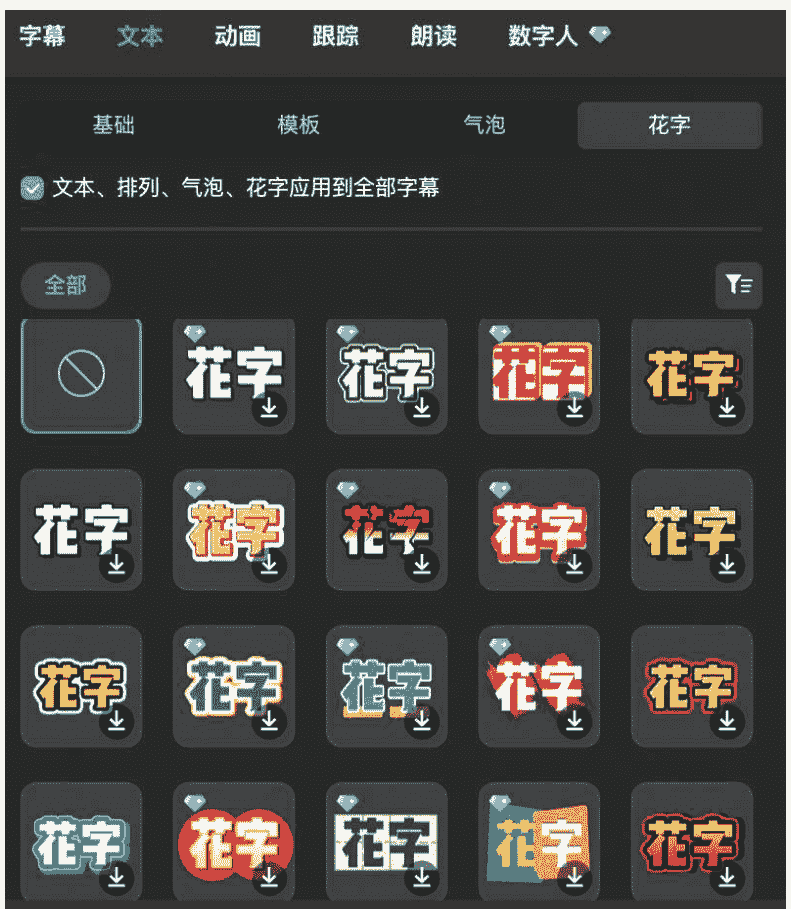 字幕 文本 动画 跟踪 朗读 数字人
基础 模板 气泡 花字
文本、排列、气泡、花字应用到全部字幕
全部
花字 花字 花字 花字
花字 花字 花字 花字 花字
花字 花字 花字 花字 花字
花字 花字 花字 花字 花字